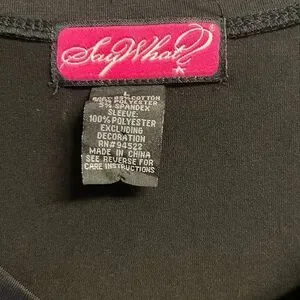 Say What?
L
COTTON
POLYESTER
5% SPANDEX
SLEEVE:
100% POLYESTER
EXCLUDING
DECORATION
RN#94522
MADE IN CHINA
SEE REVERSE FOR
CARE INSTRUCTIONS